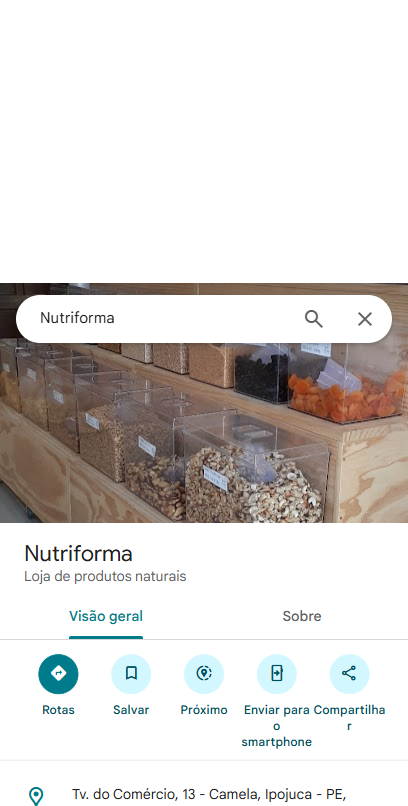 Nutriforma
Nutriforma
Loja de produtos naturais
Visão geral
Sobre
Rotas
Salvar
Próximo
Enviar para
o
smartphone
Compartilha
r
Tv. do Comércio, 13 - Camela, Ipojuca - PE,